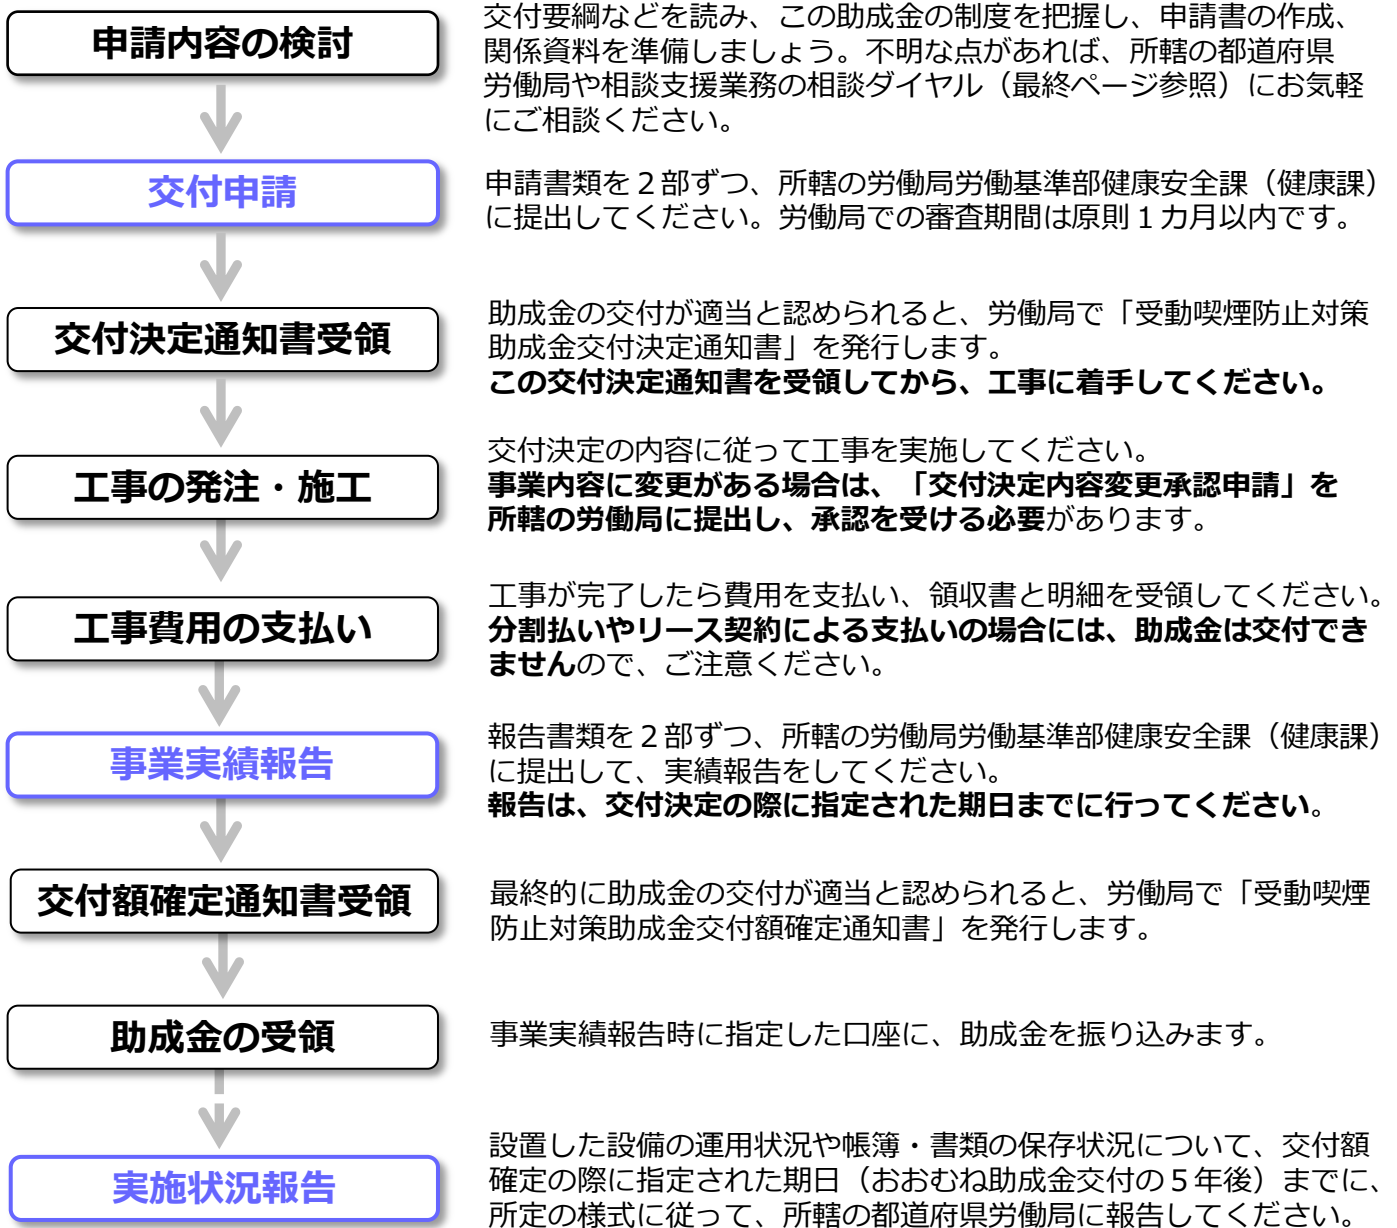 申請内容の検討
交付要綱などを読み、この助成金の制度を把握し、申請書の作成、
関係資料を準備しましょう。不明な点があれば、所轄の都道府県
労働局や相談支援業務の相談ダイヤル（最終ページ参照）にお気軽
にご相談ください。
交付申請
申請書類を２部ずつ、所轄の労働局労働基準部健康安全課（健康課）
に提出してください。労働局での審査期間は原則１カ月以内です。
交付決定通知書受領
助成金の交付が適当と認められると、労働局で「受動喫煙防止対策
助成金交付決定通知書」を発行します。
この交付決定通知書を受領してから、工事に着手してください。
工事の発注・施工
交付決定の内容に従って工事を実施してください。
事業内容に変更がある場合は、「交付決定内容変更承認申請」を
所轄の労働局に提出し、承認を受ける必要があります。
工事費用の支払い
工事が完了したら費用を支払い、領収書と明細を受領してください。
分割払いやリース契約による支払いの場合には、助成金は交付でき
ませんので、ご注意ください。
事業実績報告
報告書類を２部ずつ、所轄の労働局労働基準部健康安全課（健康課）
に提出して、実績報告をしてください。
報告は、交付決定の際に指定された期日までに行ってください。
交付額確定通知書受領
最終的に助成金の交付が適当と認められると、労働局で「受動喫煙
防止対策助成金交付額確定通知書」を発行します。
助成金の受領
事業実績報告時に指定した口座に、助成金を振り込みます。
実施状況報告
設置した設備の運用状況や帳簿・書類の保存状況について、交付額
確定の際に指定された期日（おおむね助成金交付の５年後）までに、
所定の様式に従って、所轄の都道府県労働局に報告してください。